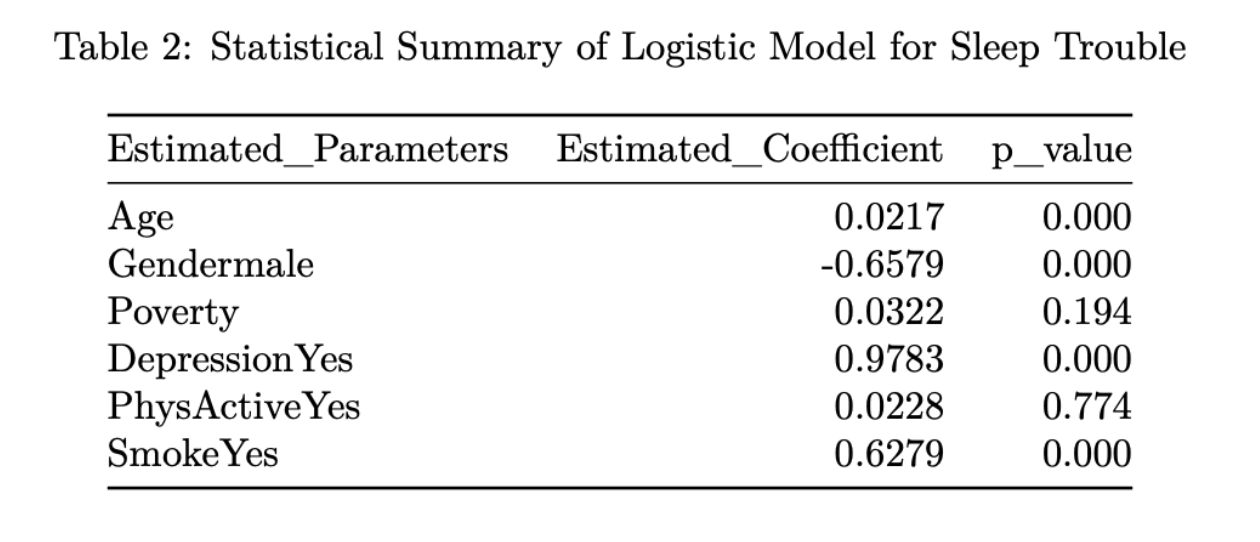 Table 2: Statistical Summary of Logistic Model for Sleep Trouble
Estimated_Parameters Estimated_Coefficient p_value
Age 0.0217 0.000
Gendermale -0.6579 0.000
Poverty 0.0322 0.194
DepressionYes 0.9783 0.000
PhysActiveYes 0.0228 0.774
SmokeYes 0.6279 0.000